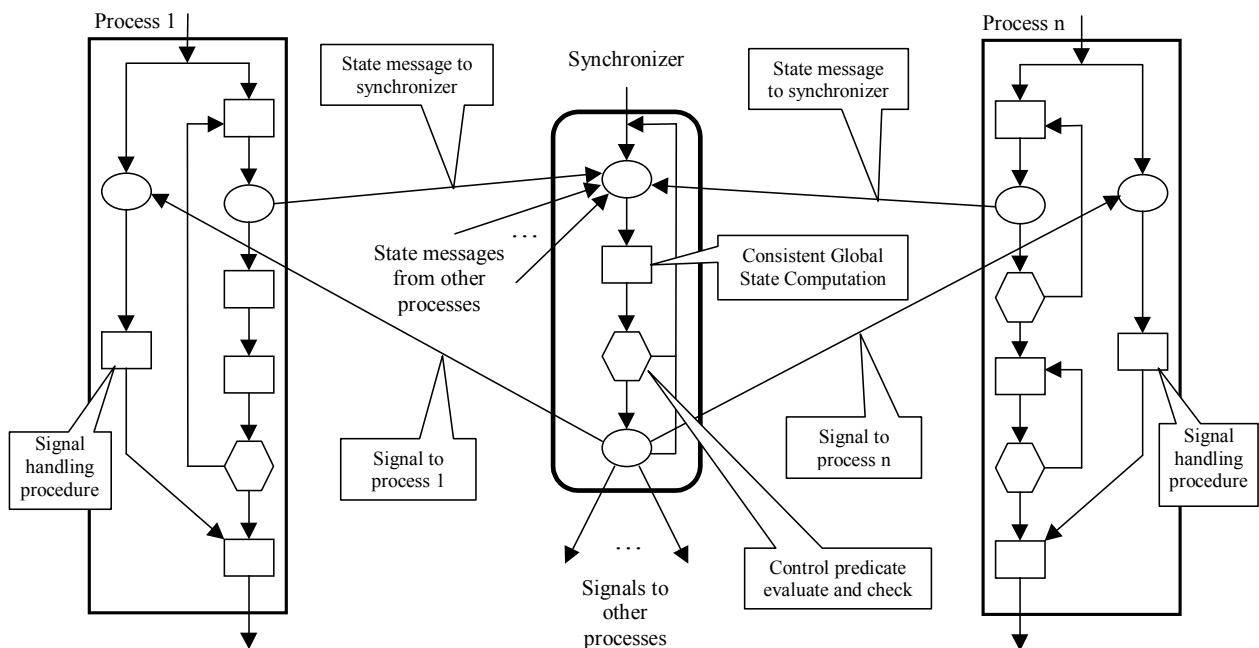 Process 1
Process n
State message to
synchronizer
Synchronizer
State message
to synchronizer
...
State messages
from other
processes
Consistent Global
State Computation
Signal
handling
procedure
Signal to
process 1
Signal to
process n
Signal
handling
procedure
...
Signals to
other
processes
Control predicate
evaluate and check